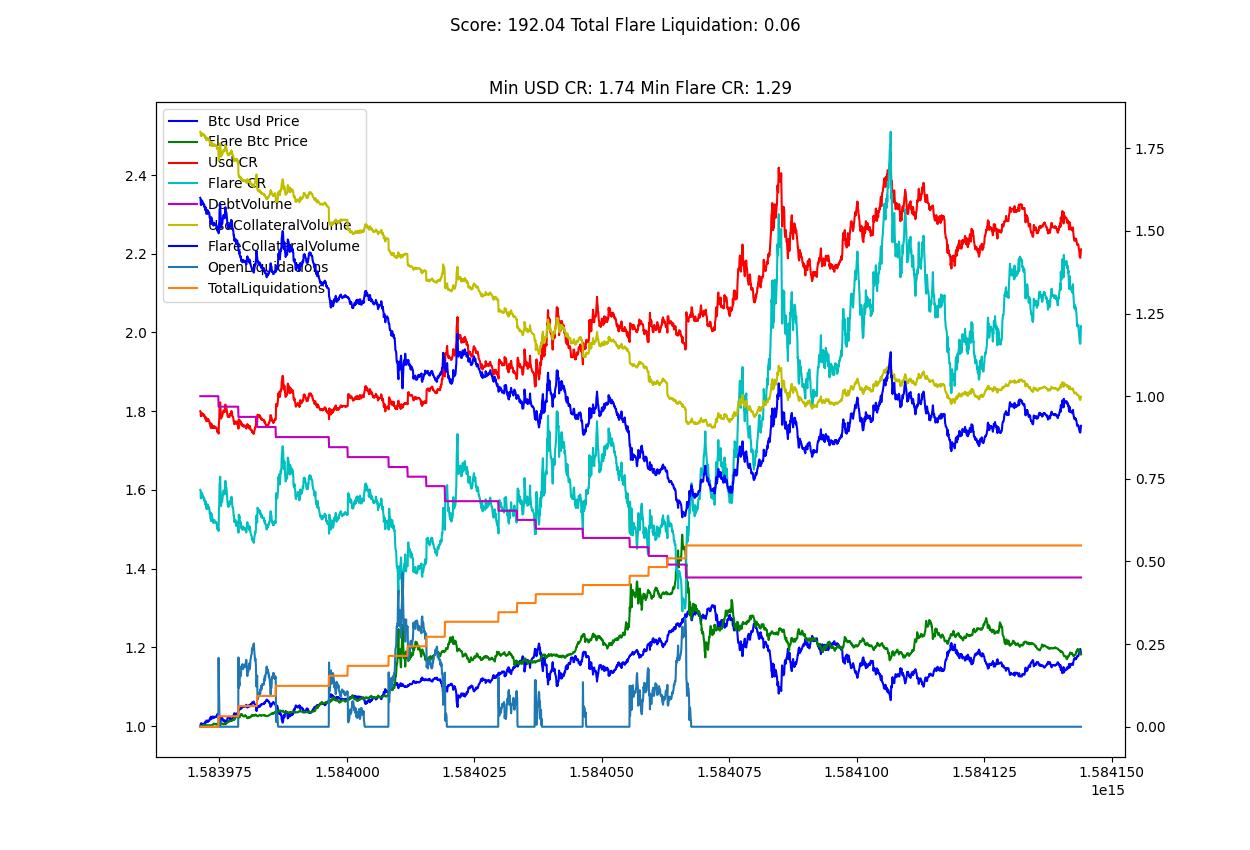 Score: 192.04 Total Flare Liquidation: 0.06
Min USD CR: 1.74 Min Flare CR: 1.29
Btc Usd Price
Flare Btc Price
Usd CR
Flare CR
DebtVolume
UsdCollateralVolume
FlareCollateralVolume
OpenLiquidations
TotalLiquidations
2.4
2.2
2.0
1.8
1.6
1.4
1.2
1.0
1.75
1.50
1.25
1.00
0.75
0.50
0.25
0.00
1.583975 1.584000 1.584025 1.584050 1.584075 1.584100 1.584125 1.584150
1e15